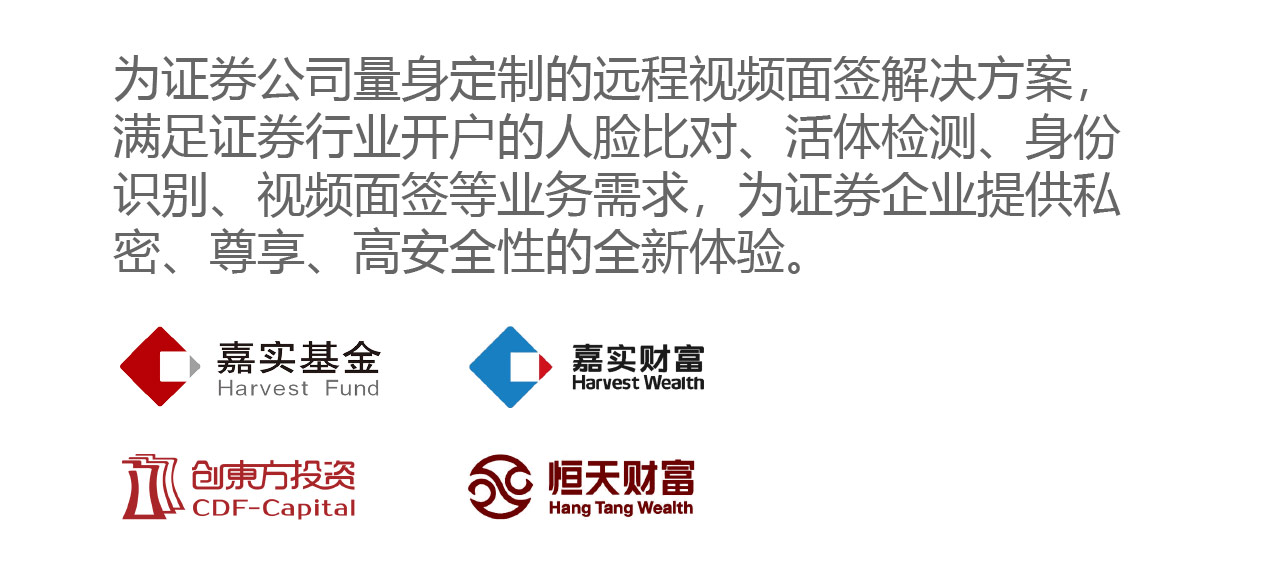 为证券公司量身定制的远程视频面签解决方案，
满足证券行业开户的人脸比对、活体检测、身份
识别、视频面签等业务需求，为证券企业提供私
密、尊享、高安全性的全新体验。
嘉实基金
Harvest Fund
嘉实财富
Harvest Wealth
创東方投资
CDF-Capital
恒天财富
Hang Tang Wealth